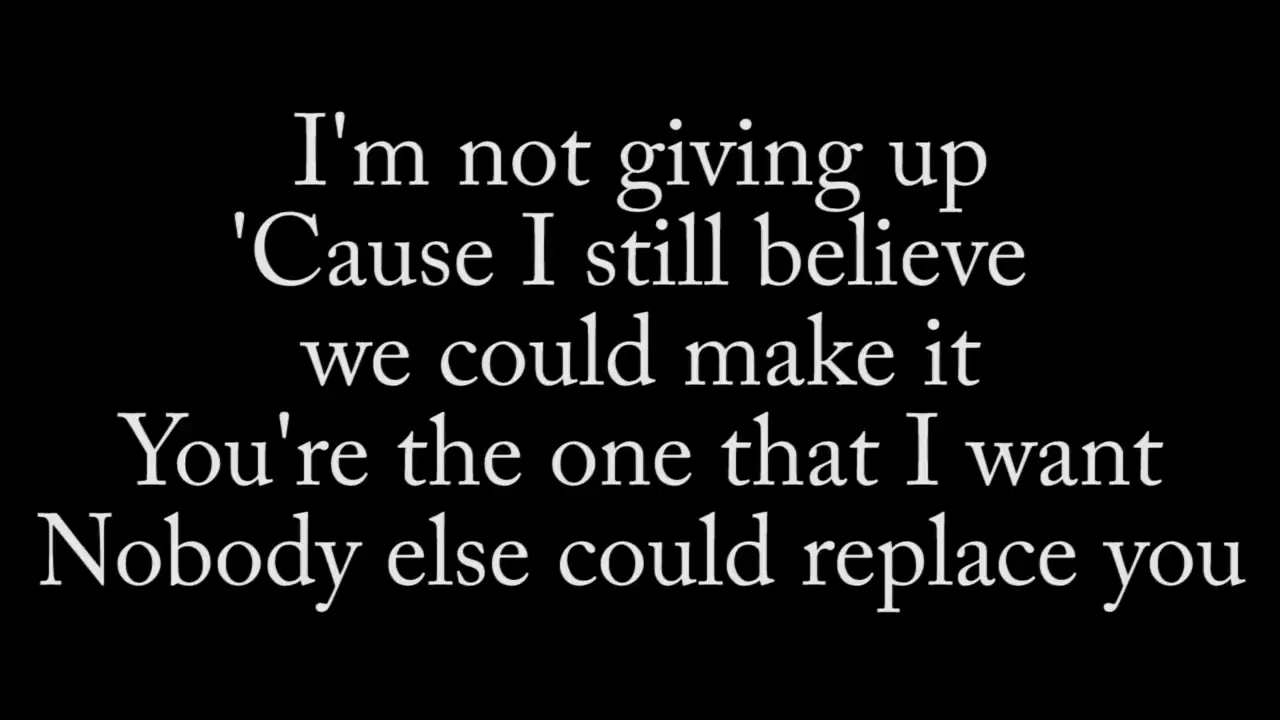 I'm not giving up
'Cause I still believe
we could make it
You're the one that I want
Nobody else could replace you